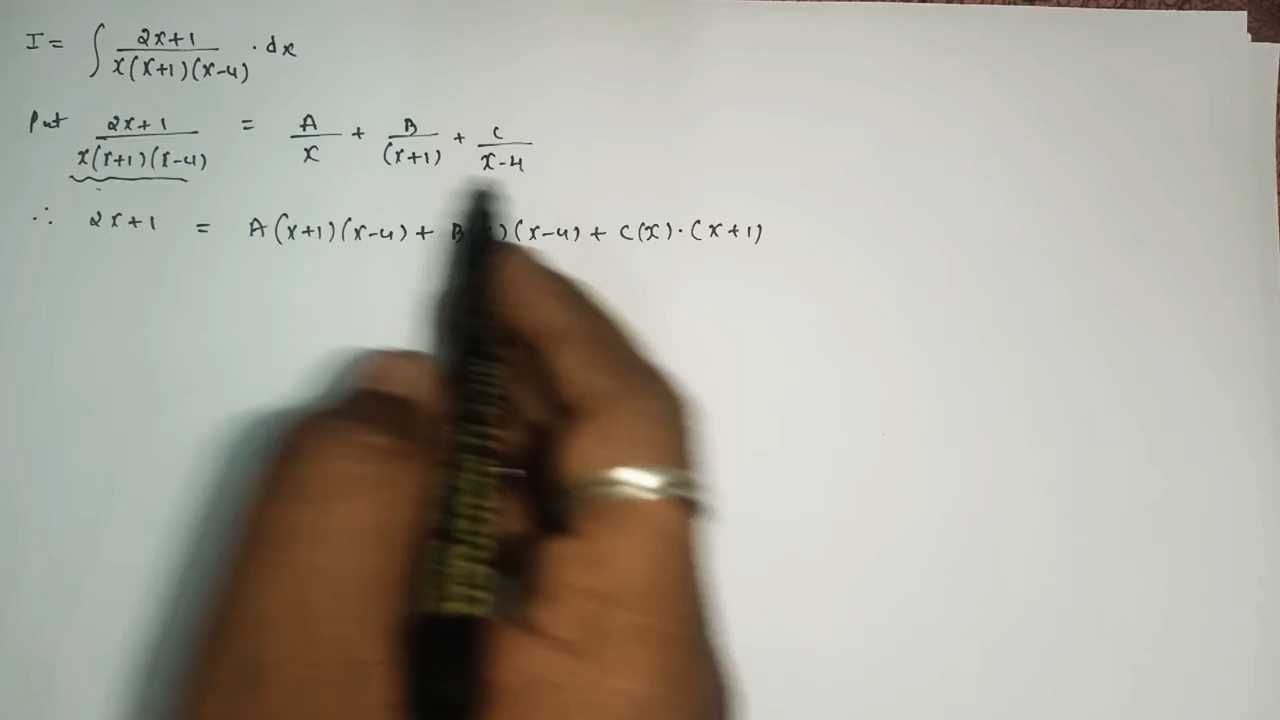 I = ∫ 2x+1 / x(x+1)(x-4) · dx
Put 2x+1 / x(x+1)(x-4) = A / x + B / (x+1) + C / x-4
∴ 2x+1 = A(x+1)(x-4) + B )(x-4) + C(x)·(x+1)